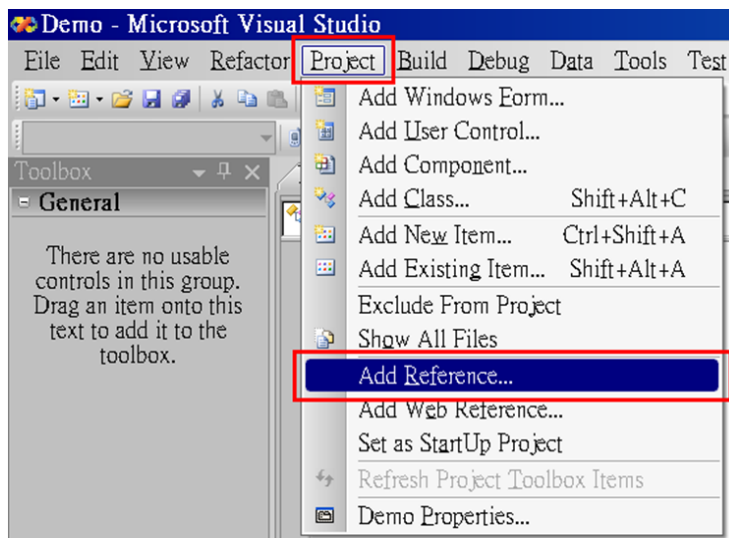 Demo - Microsoft Visual Studio
File Edit View Refactor Project Build Debug Data Tools Test
Toolbox
General
There are no usable
controls in this group.
Drag an item onto this
text to add it to the
toolbox.
Add Windows Form...
Add User Control...
Add Component...
Add Class... Shift+Alt+C
Add New Item... Ctrl+Shift+A
Add Existing Item... Shift+Alt+A
Exclude From Project
Show All Files
Add Reference...
Add Web Reference...
Set as StartUp Project
Refresh Project Toolbox Items
Demo Properties...